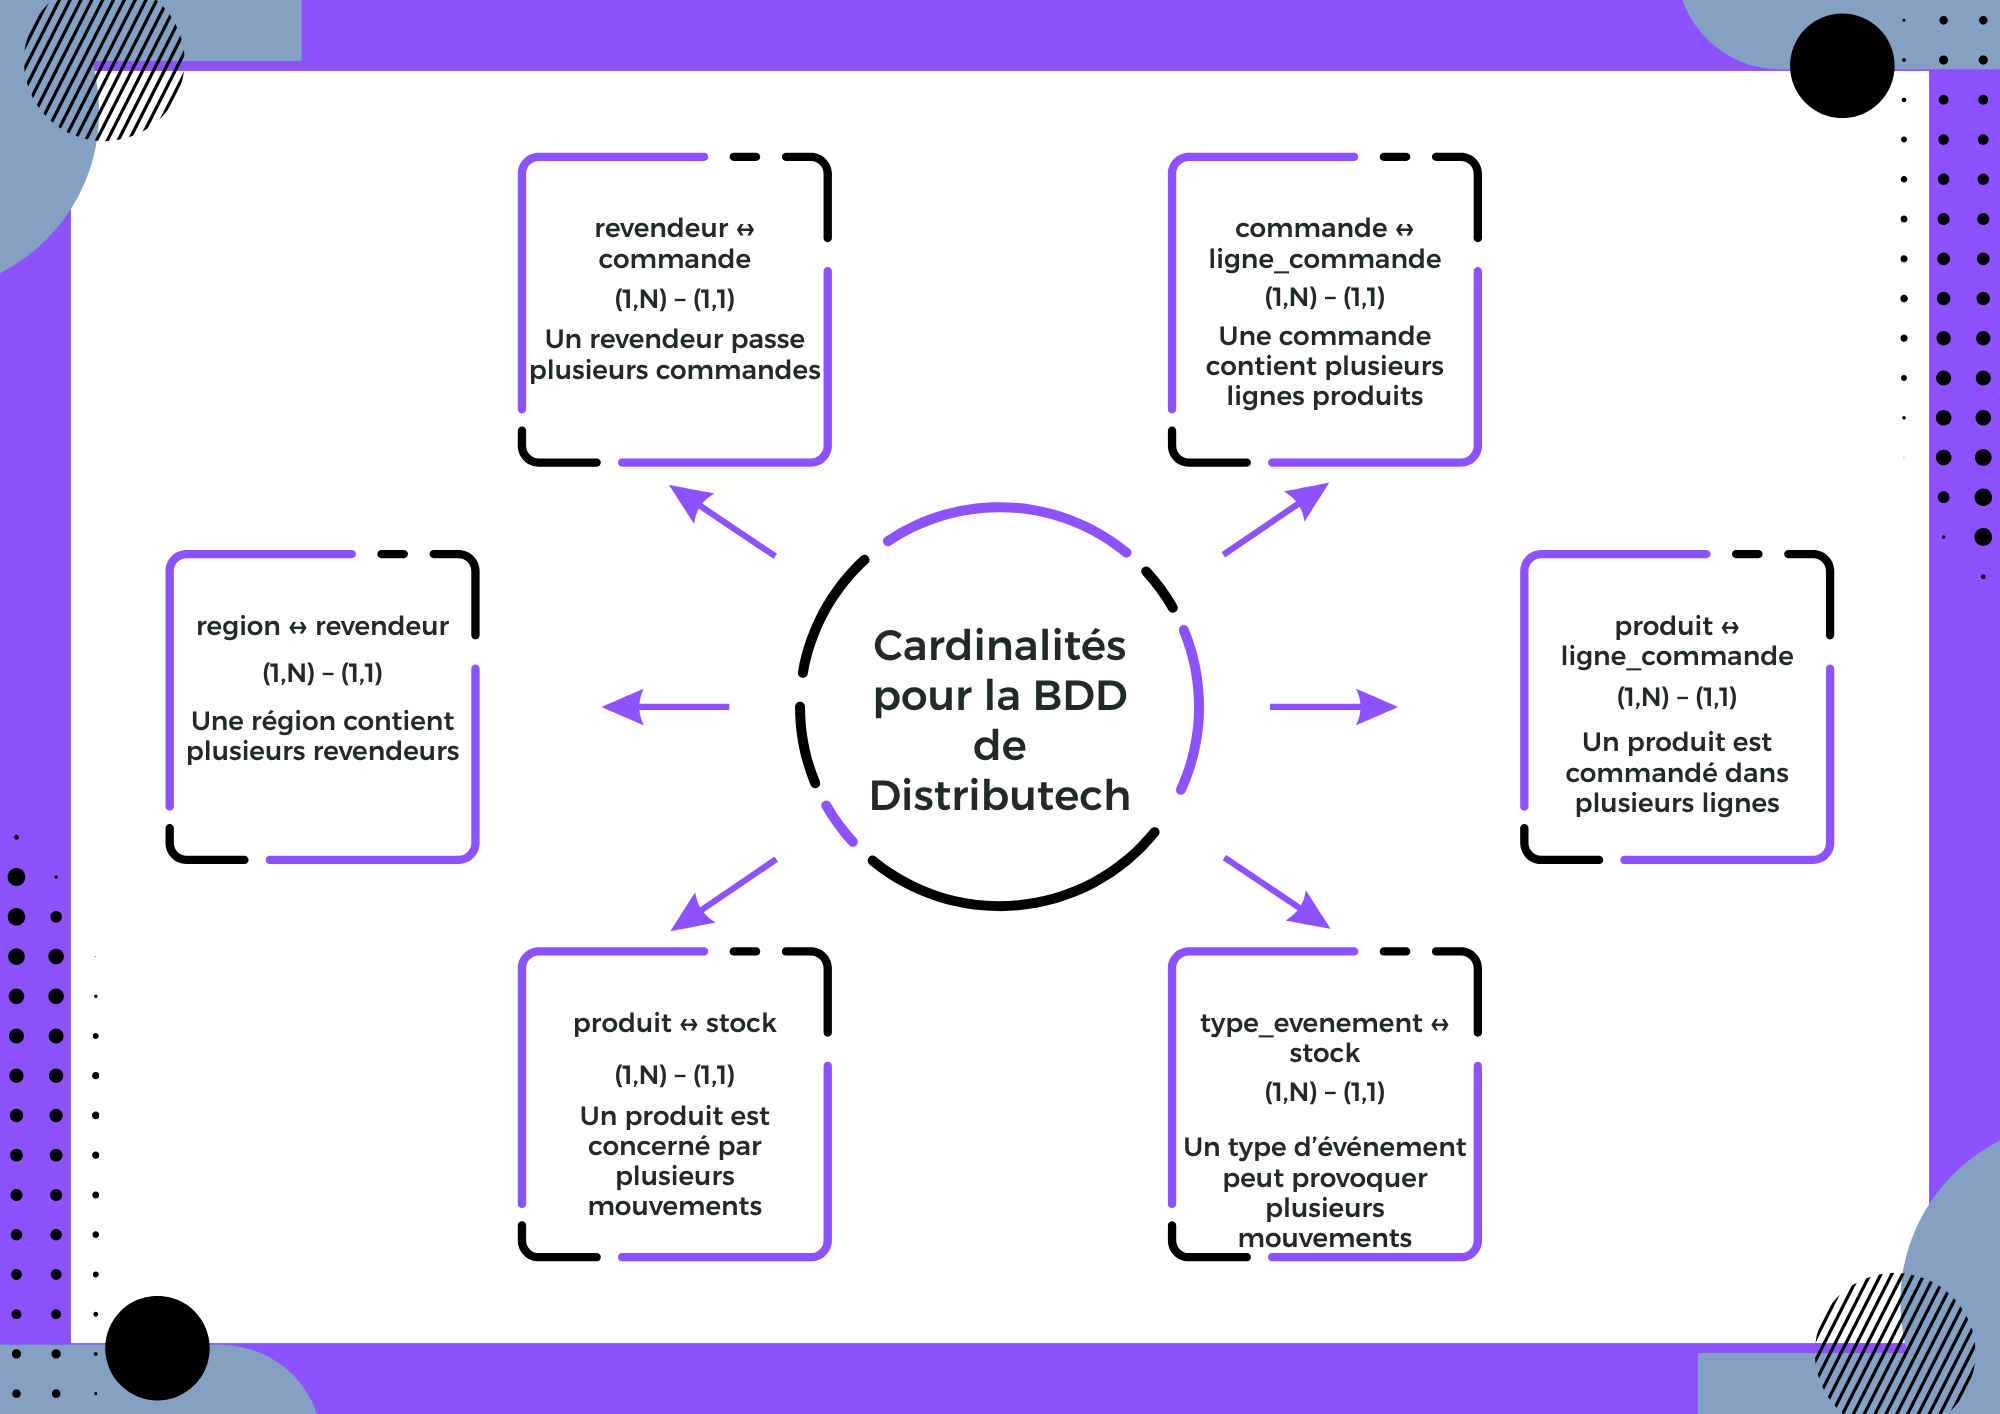 revendeur ↔
commande
(1,N) – (1,1)
Un revendeur passe
plusieurs commandes
commande ↔
ligne_commande
(1,N) – (1,1)
Une commande
contient plusieurs
lignes produits
region ↔ revendeur
(1,N) – (1,1)
Une région contient
plusieurs revendeurs
Cardinalités
pour la BDD
de
Distributech
produit ↔
ligne_commande
(1,N) – (1,1)
Un produit est
commandé dans
plusieurs lignes
produit ↔ stock
(1,N) – (1,1)
Un produit est
concerné par
plusieurs
mouvements
type_evenement ↔
stock
(1,N) – (1,1)
Un type d’événement
peut provoquer
plusieurs
mouvements